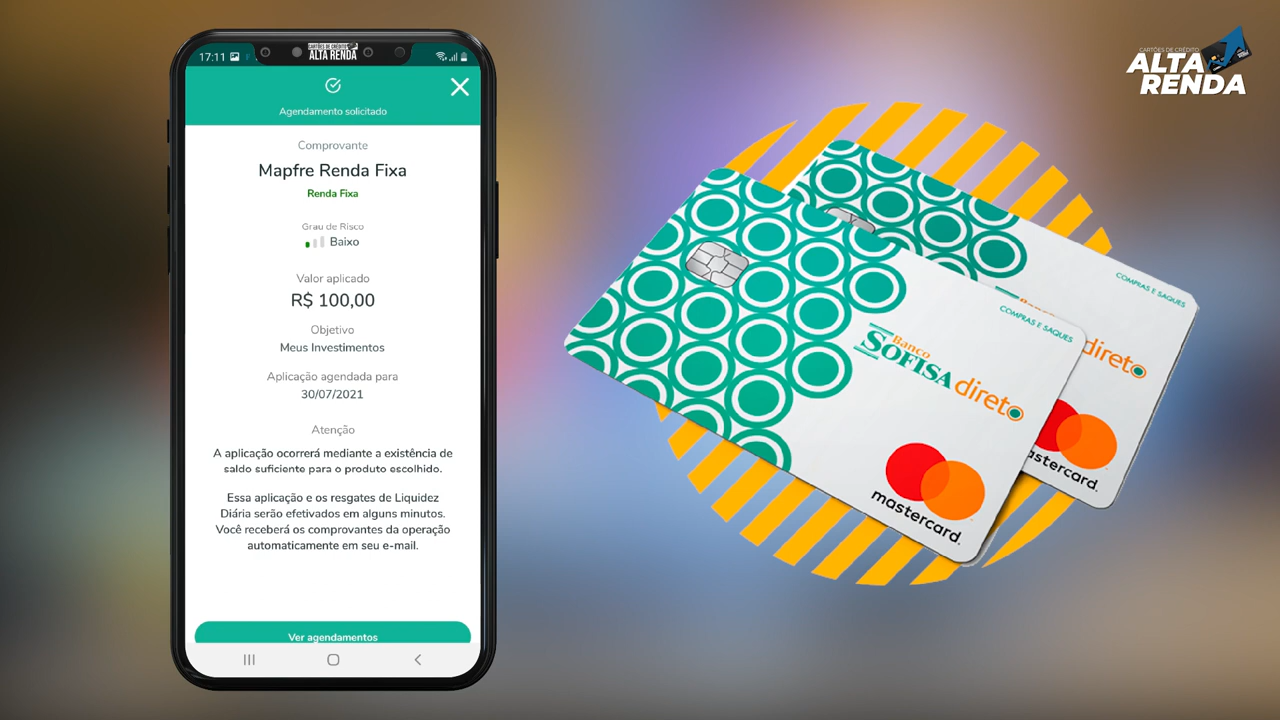 17:11
CARTÕES DE CRÉDITO
ALTA RENDA
Agendamento solicitado
Comprovante
Mapfre Renda Fixa
Renda Fixa
Grau de Risco
Baixo
Valor aplicado
R$ 100,00
Objetivo
Meus Investimentos
Aplicação agendada para
30/07/2021
Atenção
A aplicação ocorrerá mediante a existência de
saldo suficiente para o produto escolhido.
Essa aplicação e os resgates de Liquidez
Diária serão efetivados em alguns minutos.
Você receberá os comprovantes da operação
automaticamente em seu e-mail.
Ver agendamentos
CARTÕES DE CRÉDITO
ALTA
RENDA
COMPRAS E SAQUES
Banco
SOFISA direto
mastercard.
COMPRAS E SAQUES
direto
astercard.